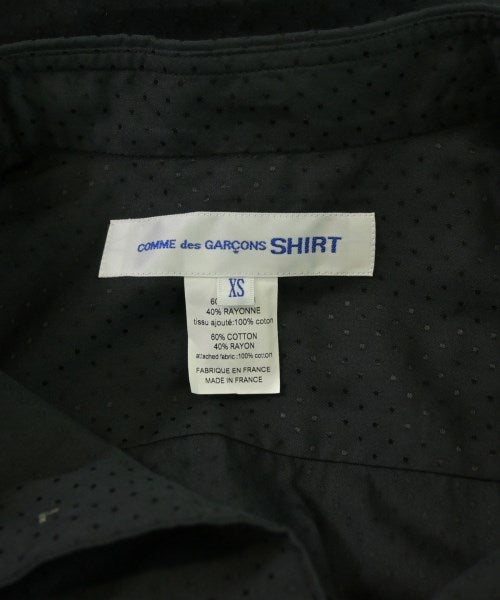 COMME des GARÇONS SHIRT
XS
60
40% RAYONNE
tissu ajouté:100% coton
60% COTTON
40% RAYON
attached fabric:100% cotton
FABRIQUE EN FRANCE
MADE IN FRANCE